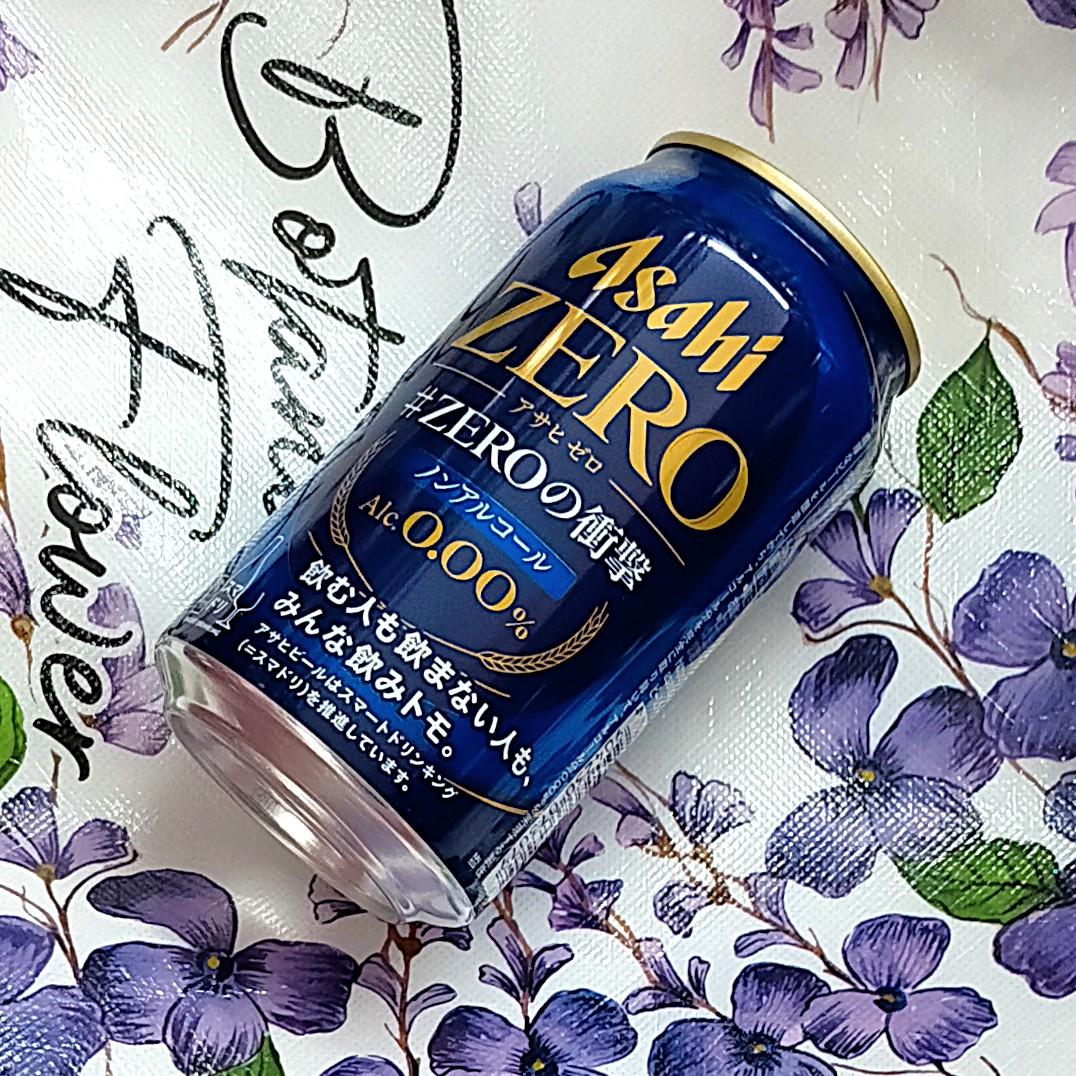 Botanic
Flower
Asahi
ZERO
アサヒ ゼロ
#ZEROの衝撃
ノンアルコール
Alc. 0.00%
飲む人も飲まない人も、
みんな飲みトモ。
アサヒビールはスマートドリンキング
(=スマドリ)を推進しています。